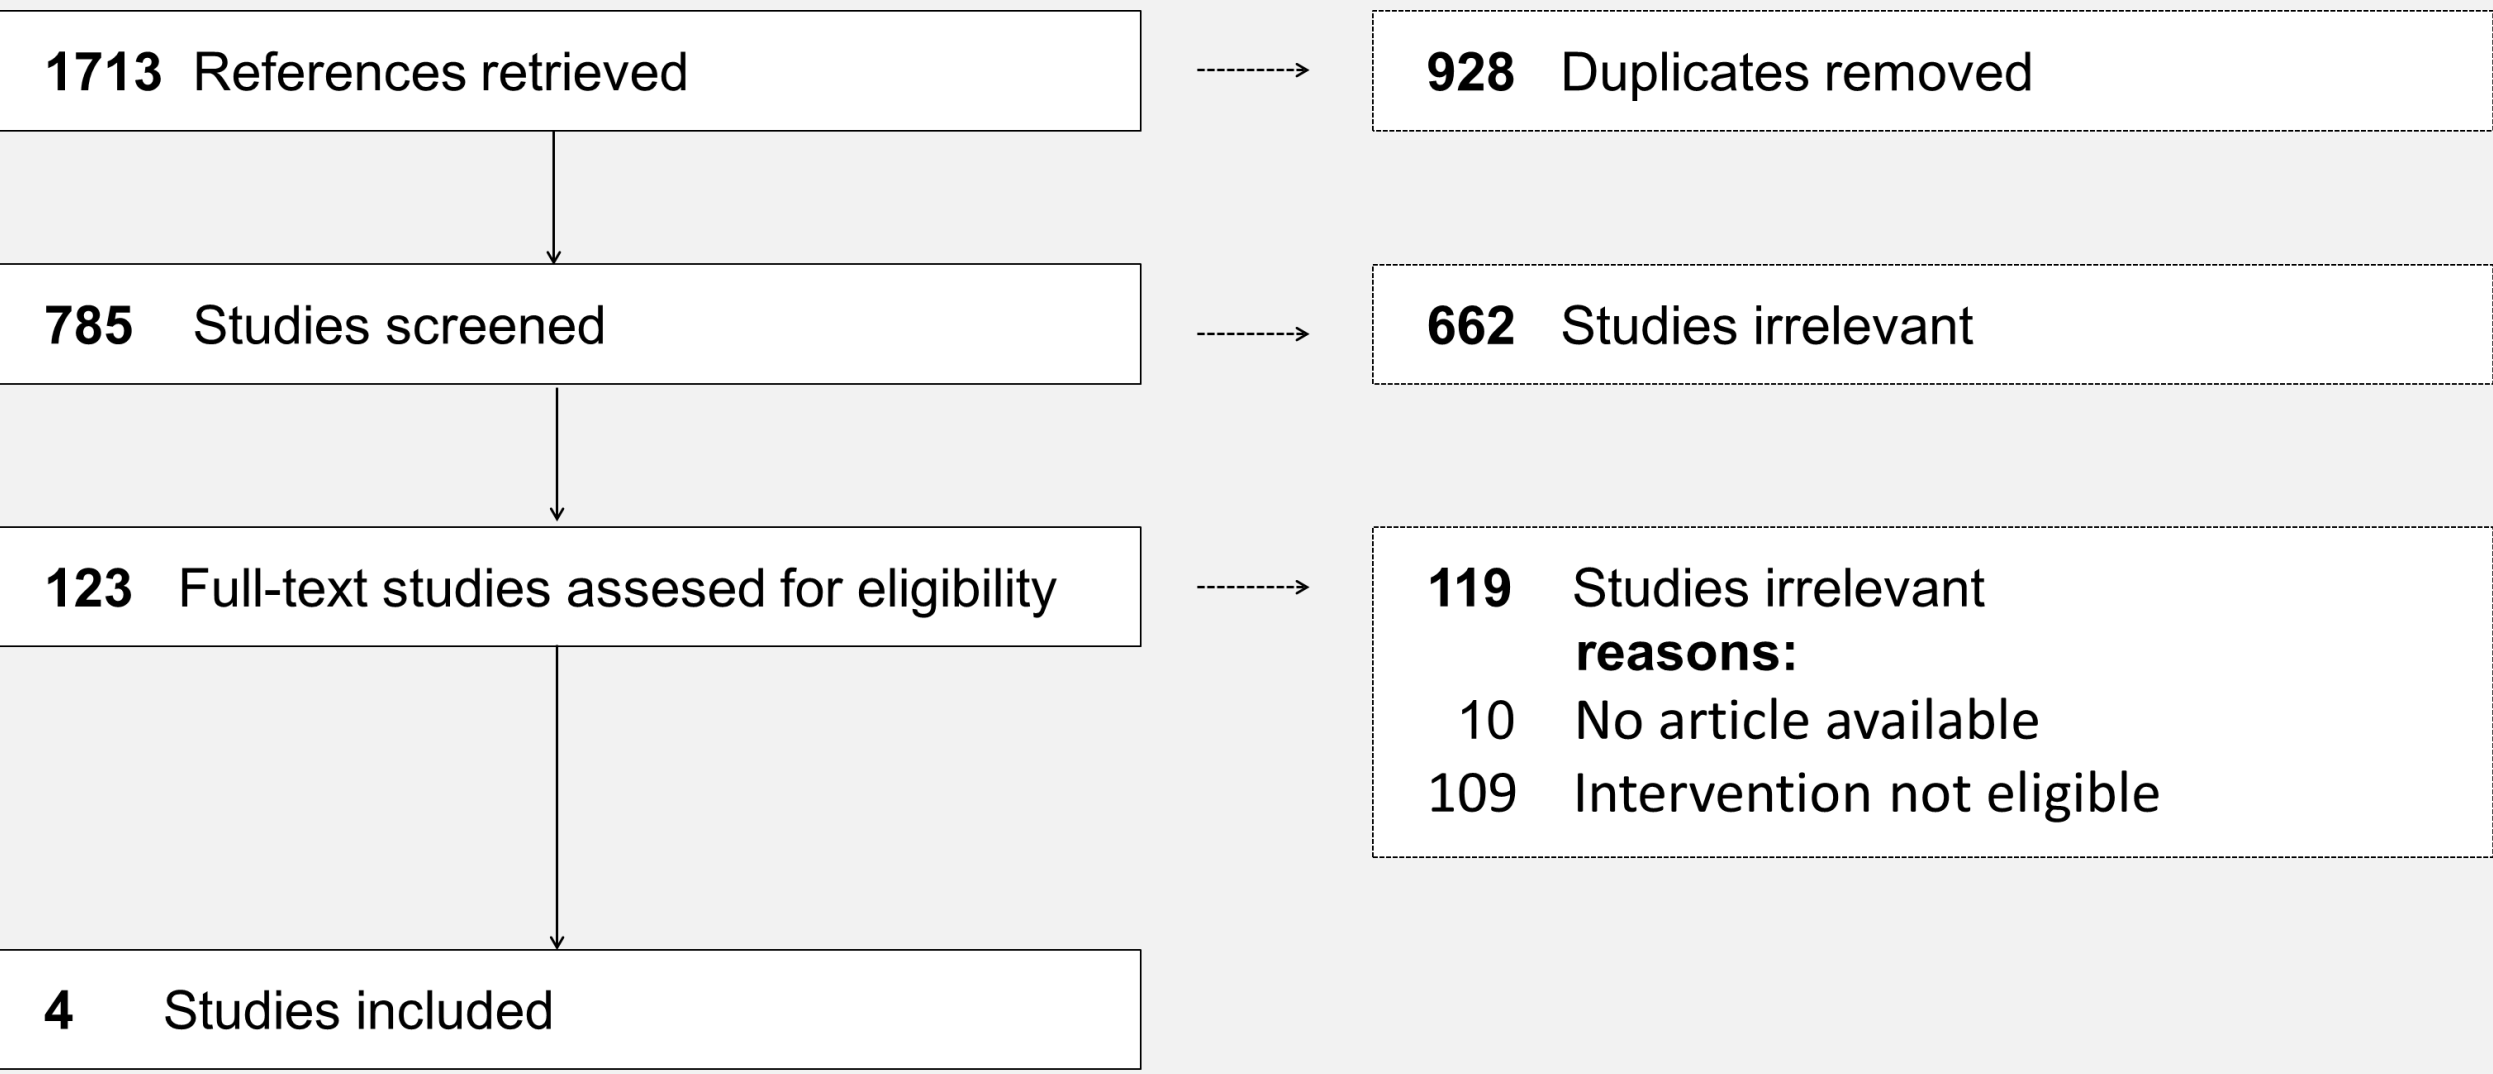 1713 References retrieved
928 Duplicates removed
785 Studies screened
662 Studies irrelevant
123 Full-text studies assessed for eligibility
119 Studies irrelevant
reasons:
10 No article available
109 Intervention not eligible
4 Studies included